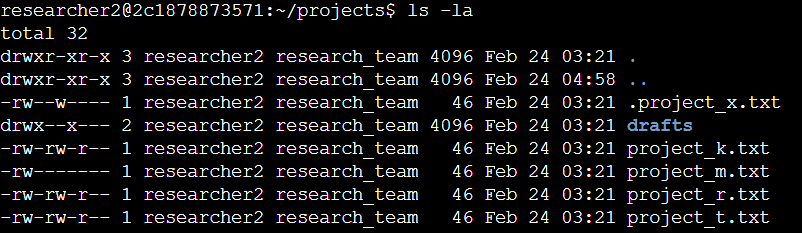 researcher2@2c1878873571:~/projects$ ls -la
total 32
drwxr-xr-x 3 researcher2 research_team 4096 Feb 24 03:21 .
drwxr-xr-x 3 researcher2 research_team 4096 Feb 24 04:58 ..
-rw--w---- 1 researcher2 research_team   46 Feb 24 03:21 .project_x.txt
drwx--x--- 2 researcher2 research_team 4096 Feb 24 03:21 drafts
-rw-rw-r-- 1 researcher2 research_team   46 Feb 24 03:21 project_k.txt
-rw------- 1 researcher2 research_team   46 Feb 24 03:21 project_m.txt
-rw-rw-r-- 1 researcher2 research_team   46 Feb 24 03:21 project_r.txt
-rw-rw-r-- 1 researcher2 research_team   46 Feb 24 03:21 project_t.txt